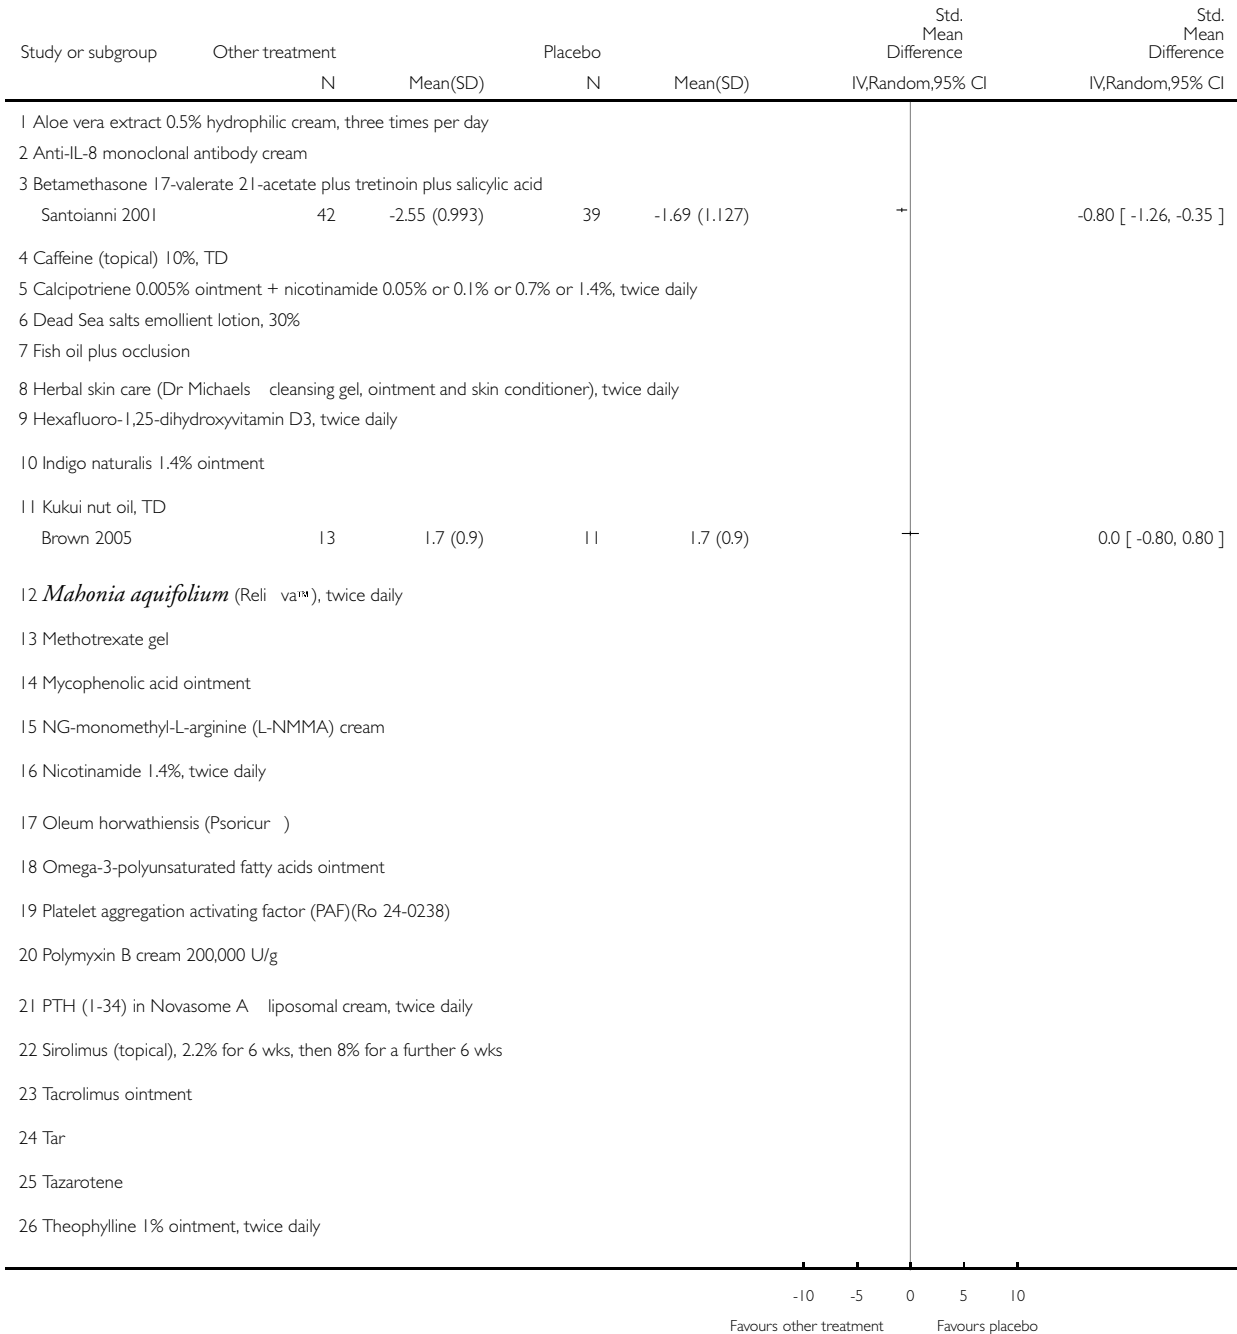 Std. Mean Difference Std. Mean Difference
Study or subgroup Other treatment Placebo
N Mean(SD) N Mean(SD) IV,Random,95% CI IV,Random,95% CI
1 Aloe vera extract 0.5% hydrophilic cream, three times per day
2 Anti-IL-8 monoclonal antibody cream
3 Betamethasone 17-valerate 21-acetate plus tretinoin plus salicylic acid
Santoianni 2001 42 -2.55 (0.993) 39 -1.69 (1.127) -0.80 [ -1.26, -0.35 ]
4 Caffeine (topical) 10%, TD
5 Calcipotriene 0.005% ointment + nicotinamide 0.05% or 0.1% or 0.7% or 1.4%, twice daily
6 Dead Sea salts emollient lotion, 30%
7 Fish oil plus occlusion
8 Herbal skin care (Dr Michaels cleansing gel, ointment and skin conditioner), twice daily
9 Hexafluoro-1,25-dihydroxyvitamin D3, twice daily
10 Indigo naturalis 1.4% ointment
11 Kukui nut oil, TD
Brown 2005 13 1.7 (0.9) 11 1.7 (0.9) 0.0 [ -0.80, 0.80 ]
12 Mahonia aquifolium (Reli va™), twice daily
13 Methotrexate gel
14 Mycophenolic acid ointment
15 NG-monomethyl-L-arginine (L-NMMA) cream
16 Nicotinamide 1.4%, twice daily
17 Oleum horwathiensis (Psoricur )
18 Omega-3-polyunsaturated fatty acids ointment
19 Platelet aggregation activating factor (PAF)(Ro 24-0238)
20 Polymyxin B cream 200,000 U/g
21 PTH (1-34) in Novasome A liposomal cream, twice daily
22 Sirolimus (topical), 2.2% for 6 wks, then 8% for a further 6 wks
23 Tacrolimus ointment
24 Tar
25 Tazarotene
26 Theophylline 1% ointment, twice daily
-10 -5 0 5 10
Favours other treatment Favours placebo